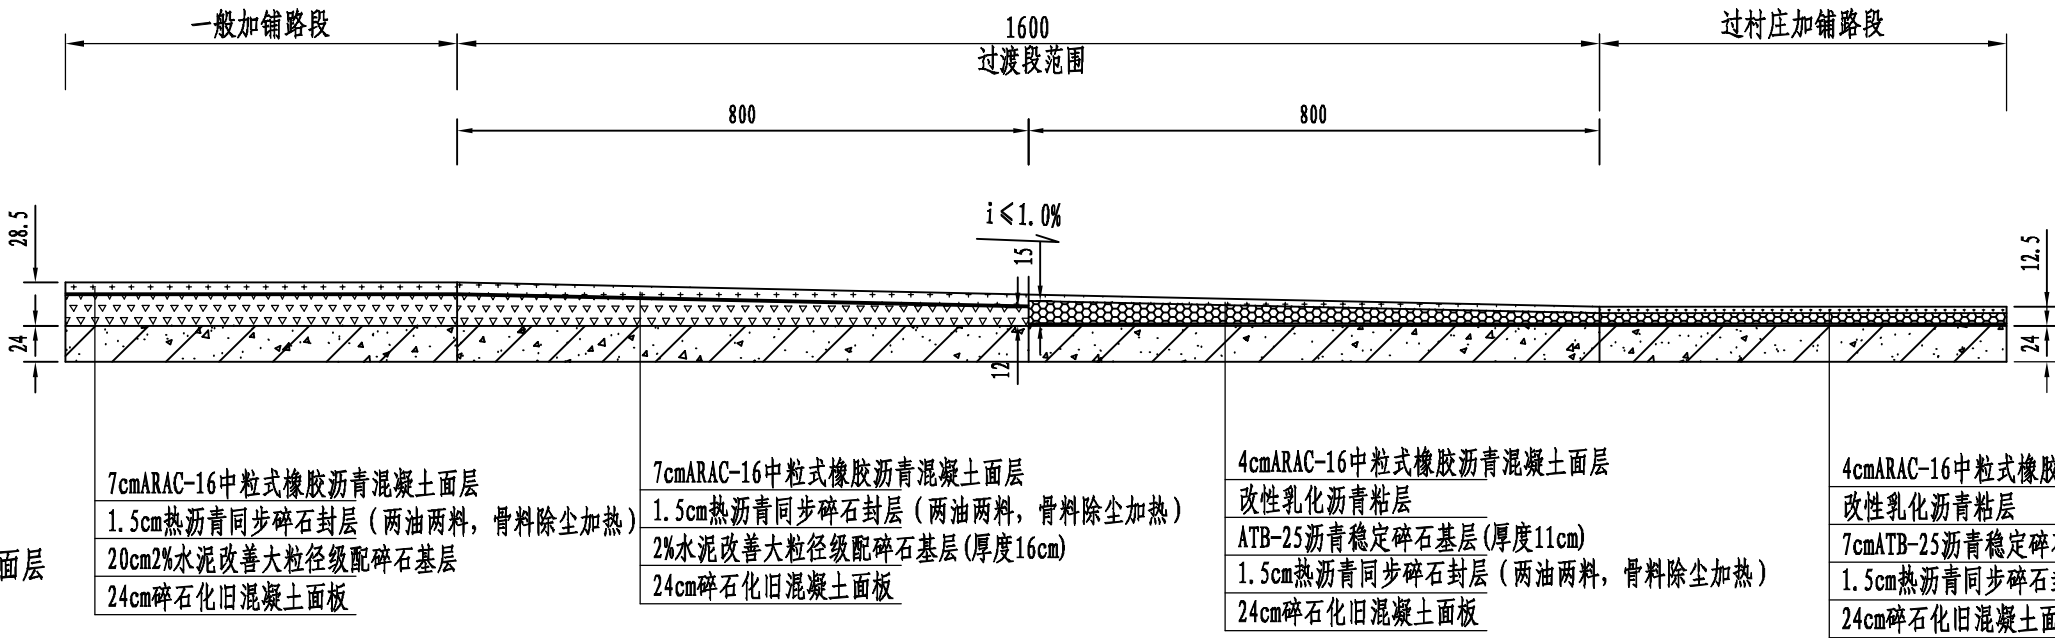 一般加铺路段
1600
过村庄加铺路段
过渡段范围
800
800
28.5
i≤1.0%
15
12.5
24
12
24
7cmARAC-16中粒式橡胶沥青混凝土面层
1.5cm热沥青同步碎石封层（两油两料，骨料除尘加热）
20cm2%水泥改善大粒径级配碎石基层
24cm碎石化旧混凝土面板
面层
7cmARAC-16中粒式橡胶沥青混凝土面层
1.5cm热沥青同步碎石封层（两油两料，骨料除尘加热）
2%水泥改善大粒径级配碎石基层(厚度16cm)
24cm碎石化旧混凝土面板
4cmARAC-16中粒式橡胶沥青混凝土面层
改性乳化沥青粘层
ATB-25沥青稳定碎石基层(厚度11cm)
1.5cm热沥青同步碎石封层（两油两料，骨料除尘加热）
24cm碎石化旧混凝土面板
4cmARAC-16中粒式橡胶
改性乳化沥青粘层
7cmATB-25沥青稳定碎
1.5cm热沥青同步碎石
24cm碎石化旧混凝土面